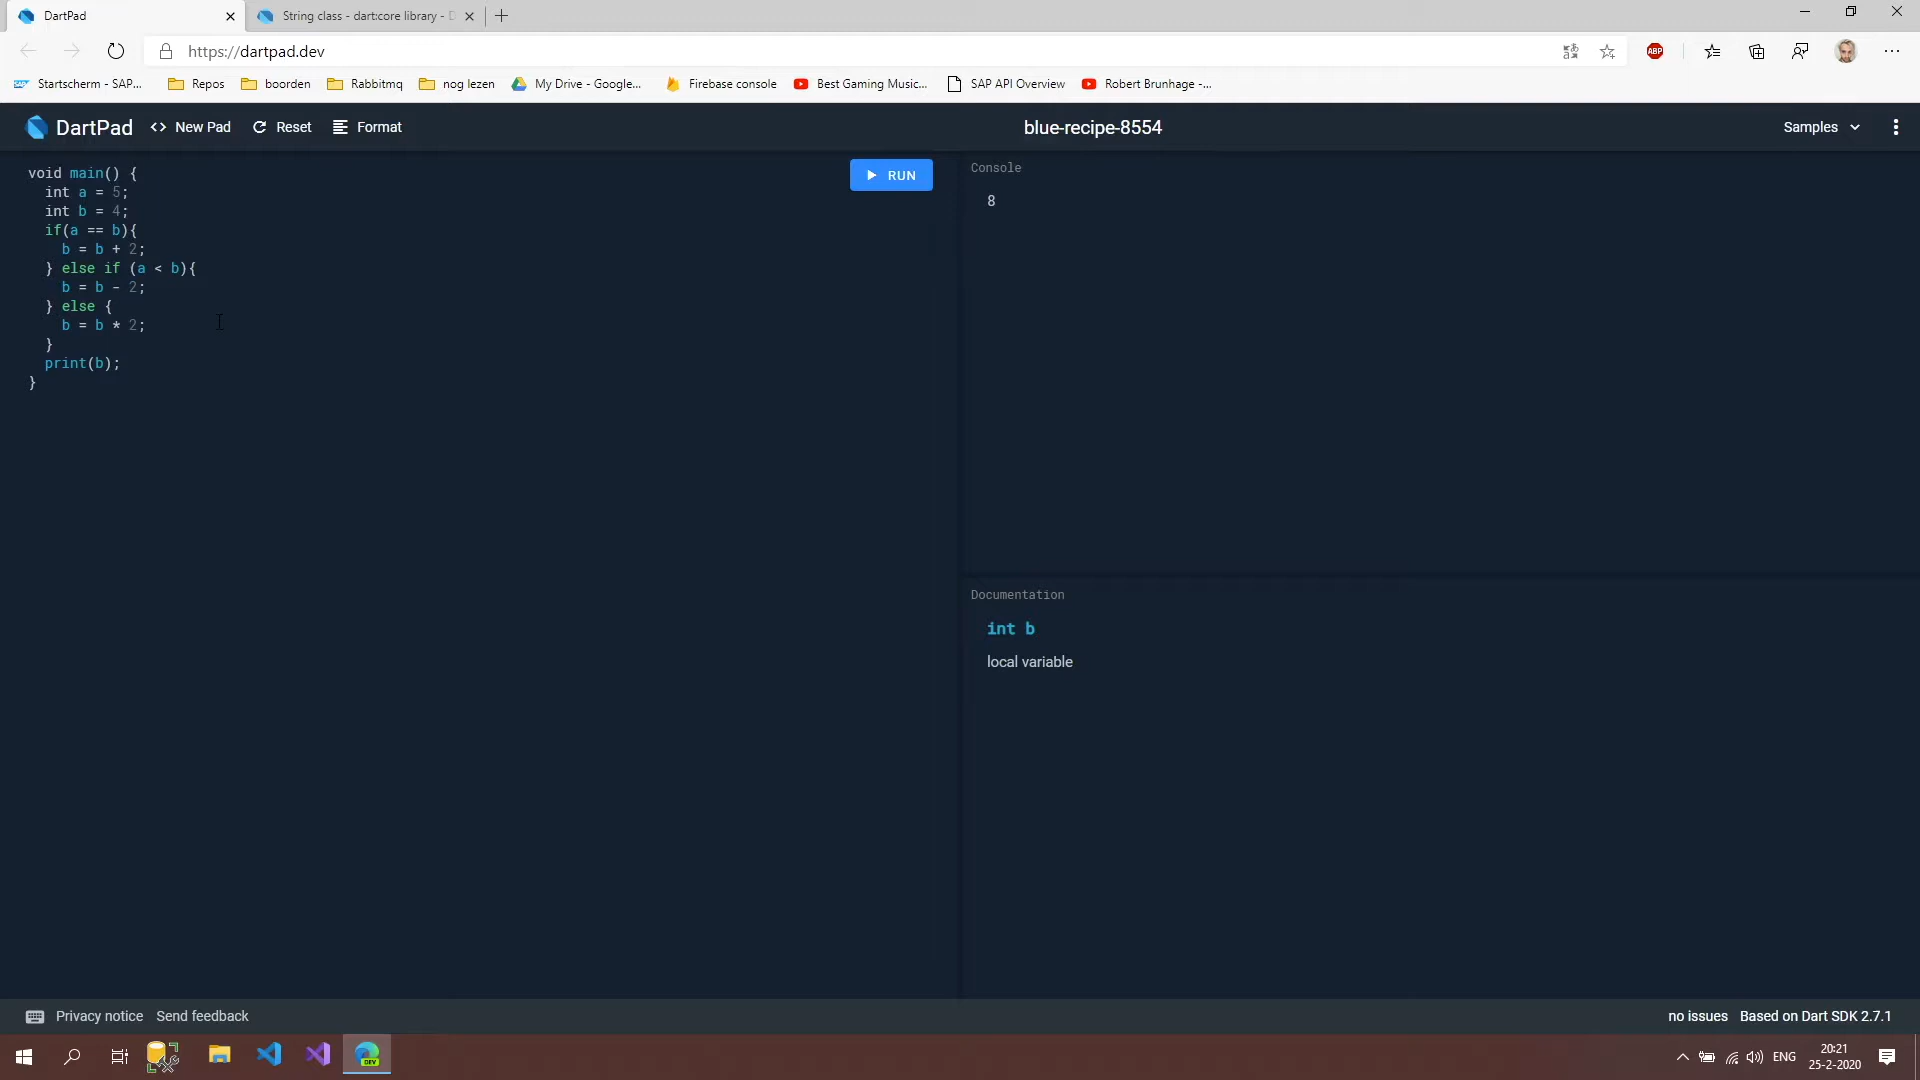 DartPad
String class - dart:core library - D
https://dartpad.dev
ABP
Startscherm - SAP...
Repos
boorden
Rabbitmq
nog lezen
My Drive - Google...
Firebase console
Best Gaming Music...
SAP API Overview
Robert Brunhage -...
DartPad
<> New Pad
Reset
Format
blue-recipe-8554
Samples
void main() {
  int a = 5;
  int b = 4;
  if(a == b){
    b = b + 2;
  } else if (a < b){
    b = b - 2;
  } else {
    b = b * 2;
  }
  print(b);
}
RUN
Console
8
Documentation
int b
local variable
Privacy notice
Send feedback
no issues
Based on Dart SDK 2.7.1
DEV
ENG
20:21
25-2-2020